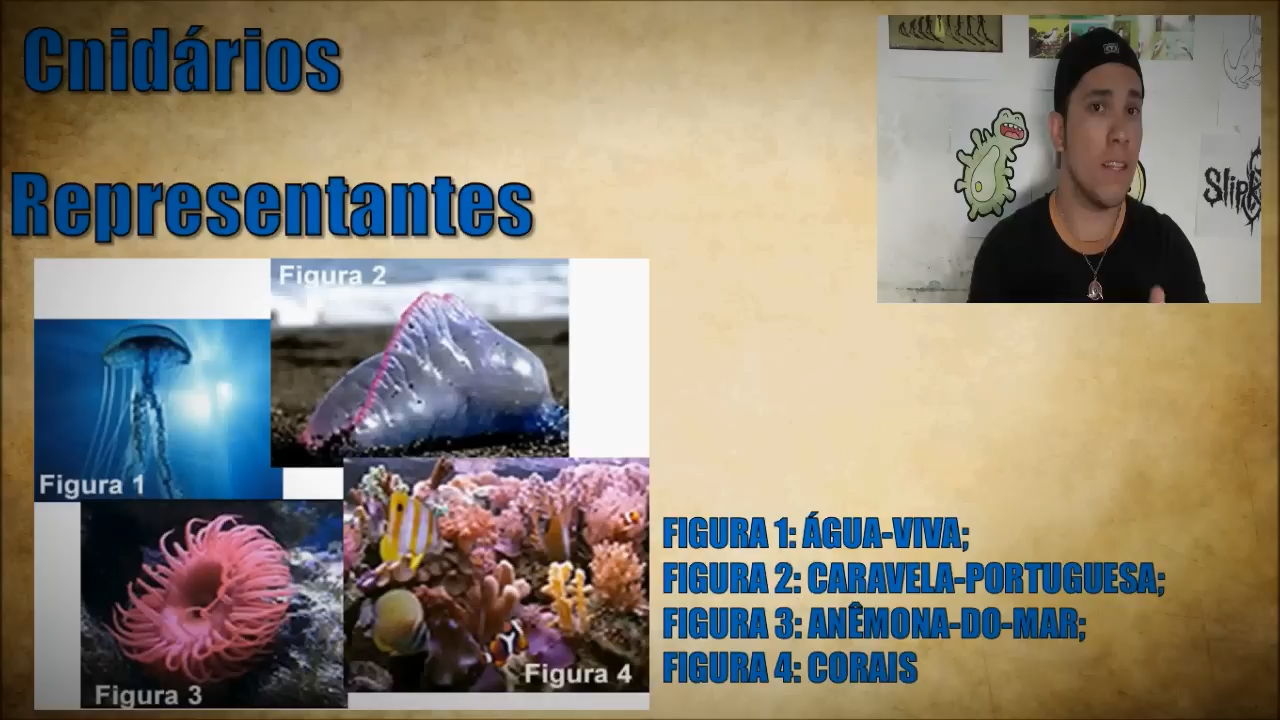 Cnidários
Representantes
Figura 2
Figura 1
Figura 3
Figura 4
FIGURA 1: ÁGUA-VIVA;
FIGURA 2: CARAVELA-PORTUGUESA;
FIGURA 3: ANÊMONA-DO-MAR;
FIGURA 4: CORAIS